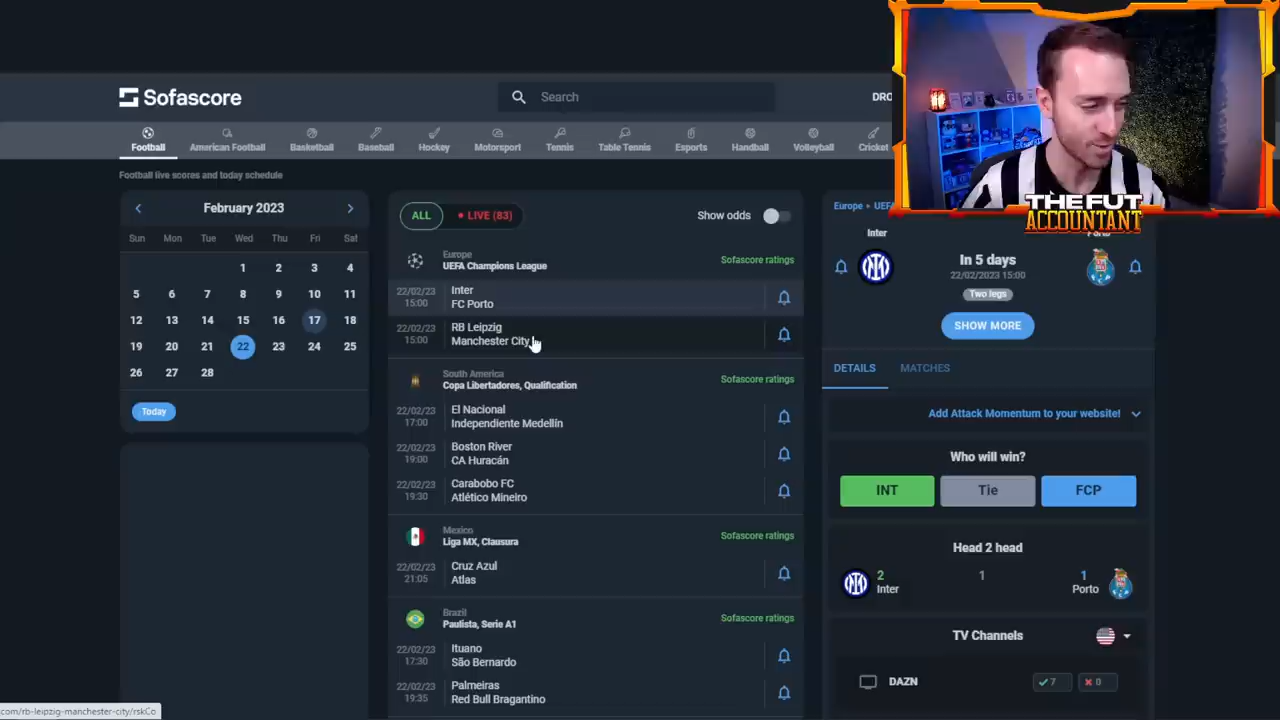 Sofascore
Search
DRO
Football
American Football
Basketball
Baseball
Hockey
Motorsport
Tennis
Table Tennis
Esports
Handball
Volleyball
Cricket
THE FUT
ACCOUNTANT
Football live scores and today schedule
February 2023
Sun Mon Tue Wed Thu Fri Sat
1 2 3 4
5 6 7 8 9 10 11
12 13 14 15 16 17 18
19 20 21 22 23 24 25
26 27 28
Today
ALL
LIVE (83)
Show odds
Europe
UEFA Champions League
Sofascore ratings
22/02/23
15:00
Inter
FC Porto
22/02/23
15:00
RB Leipzig
Manchester City
South America
Copa Libertadores, Qualification
Sofascore ratings
22/02/23
17:00
El Nacional
Independiente Medellín
22/02/23
19:00
Boston River
CA Huracán
22/02/23
19:30
Carabobo FC
Atlético Mineiro
Mexico
Liga MX, Clausura
Sofascore ratings
22/02/23
21:05
Cruz Azul
Atlas
Brazil
Paulista, Serie A1
Sofascore ratings
22/02/23
17:30
Ituano
São Bernardo
22/02/23
19:35
Palmeiras
Red Bull Bragantino
Europe • UEFA
Inter
Porto
In 5 days
22/02/2023 15:00
Two legs
SHOW MORE
DETAILS
MATCHES
Add Attack Momentum to your website!
Who will win?
INT
Tie
FCP
Head 2 head
2
Inter
1
1
Porto
TV Channels
DAZN
7
0
com/rb-leipzig-manchester-city/rskCo